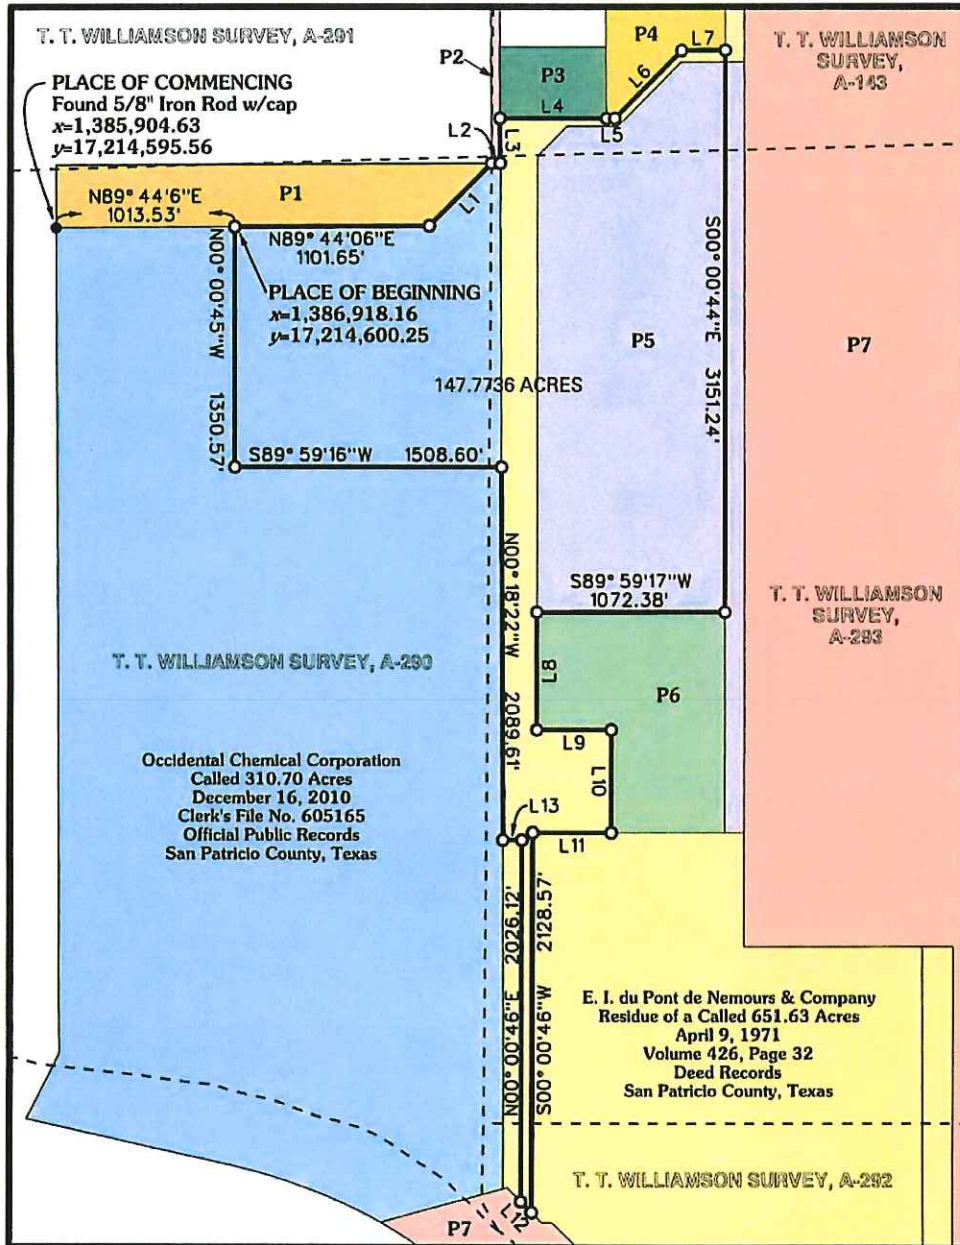 T. T. WILLIAMSON SURVEY, A-291
P2
P4
L7
T. T. WILLIAMSON
SURVEY,
A-143
PLACE OF COMMENCING
Found 5/8" Iron Rod w/cap
x=1,385,904.63
y=17,214,595.56
P3
L6
L4
L5
L2
L3
N89° 44'6"E
1013.53'
P1
L1
N89° 44'06"E
1101.65'
PLACE OF BEGINNING
x=1,386,918.16
y=17,214,600.25
N00° 00'45"W 1350.57'
S00° 00'44"E 3151.24'
P5
P7
147.7736 ACRES
S89° 59'16"W 1508.60'
N00° 18'22"W 2089.61'
S89° 59'17"W
1072.38'
T. T. WILLIAMSON
SURVEY,
A-293
T. T. WILLIAMSON SURVEY, A-290
L8
P6
L9
L10
Occidental Chemical Corporation
Called 310.70 Acres
December 16, 2010
Clerk's File No. 605165
Official Public Records
San Patricio County, Texas
L13
L11
N00° 00'46"E 2026.12'
S00° 00'46"W 2128.57'
E. I. du Pont de Nemours & Company
Residue of a Called 651.63 Acres
April 9, 1971
Volume 426, Page 32
Deed Records
San Patricio County, Texas
T. T. WILLIAMSON SURVEY, A-292
L12
P7